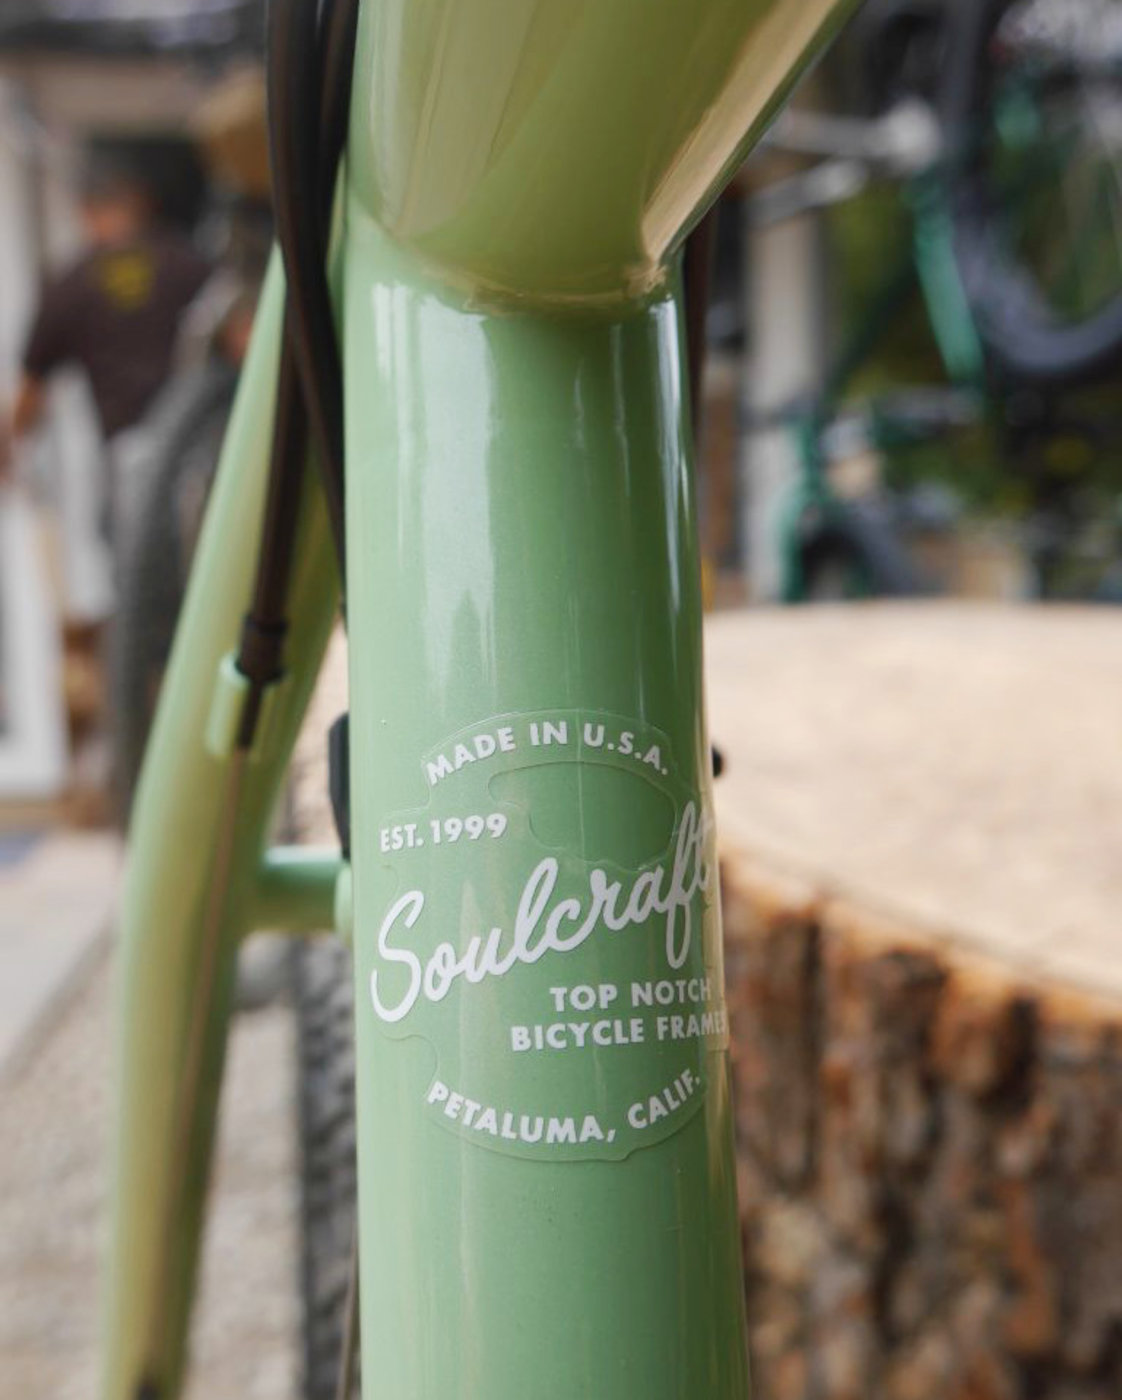 MADE IN U.S.A.
EST. 1999
Soulcraft
TOP NOTCH
BICYCLE FRAMES
PETALUMA, CALIF.